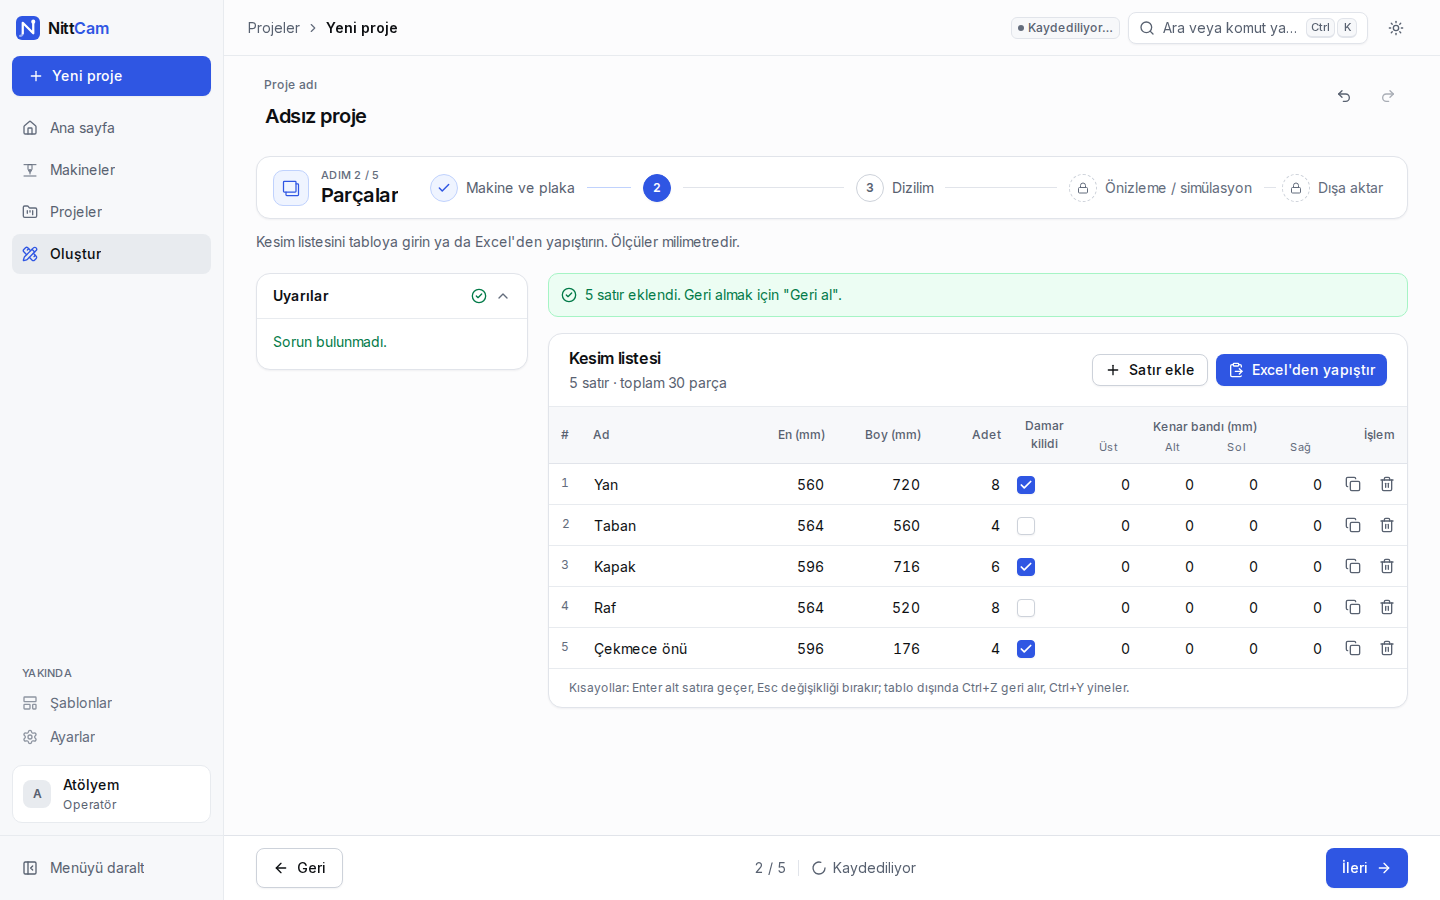 NittCam
Yeni proje
Ana sayfa
Makineler
Projeler
Oluştur
YAKINDA
Şablonlar
Ayarlar
A
Atölyem
Operatör
Menüyü daralt
Projeler > Yeni proje
Kaydediliyor...
Ara veya komut ya... Ctrl K
Proje adı
Adsız proje
ADIM 2 / 5
Parçalar
Makine ve plaka
2
3 Dizilim
Önizleme / simülasyon
Dışa aktar
Kesim listesini tabloya girin ya da Excel'den yapıştırın. Ölçüler milimetredir.
Uyarılar
Sorun bulunmadı.
5 satır eklendi. Geri almak için "Geri al".
Kesim listesi
5 satır · toplam 30 parça
Satır ekle
Excel'den yapıştır
# Ad En (mm) Boy (mm) Adet Damar kilidi Kenar bandı (mm) İşlem
Üst Alt Sol Sağ
1 Yan 560 720 8 0 0 0 0
2 Taban 564 560 4 0 0 0 0
3 Kapak 596 716 6 0 0 0 0
4 Raf 564 520 8 0 0 0 0
5 Çekmece önü 596 176 4 0 0 0 0
Kısayollar: Enter alt satıra geçer, Esc değişikliği bırakır; tablo dışında Ctrl+Z geri alır, Ctrl+Y yineler.
Geri
2 / 5
Kaydediliyor
İleri